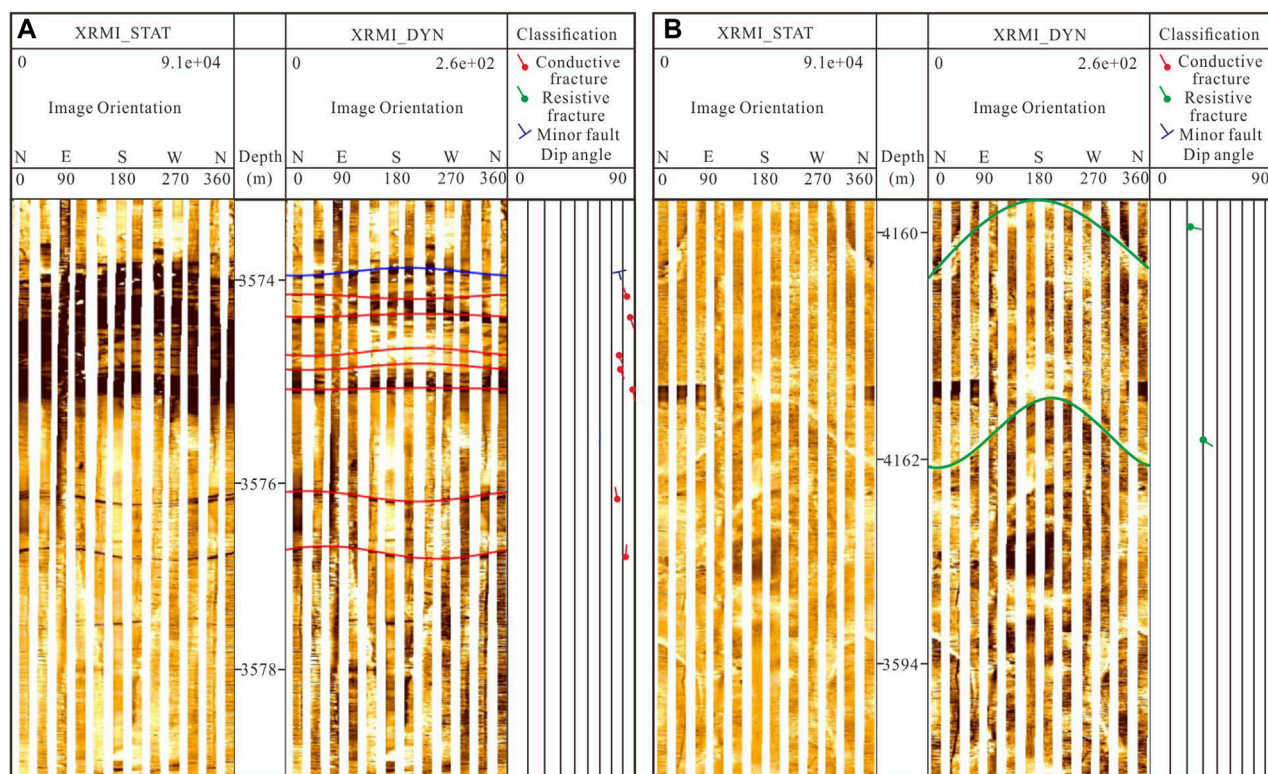 A
XRMI_STAT
XRMI_DYN
Classification
0 9.1e+04
0 2.6e+02
Conductive
fracture
Resistive
fracture
Minor fault
Image Orientation
Image Orientation
Dip angle
N E S W N
Depth
N E S W N
0 90 180 270 360
(m)
0 90 180 270 360
0 90
3574
3576
3578
B
XRMI_STAT
XRMI_DYN
Classification
0 9.1e+04
0 2.6e+02
Conductive
fracture
Resistive
fracture
Minor fault
Image Orientation
Image Orientation
Dip angle
N E S W N
Depth
N E S W N
0 90 180 270 360
(m)
0 90 180 270 360
0 90
4160
4162
3594